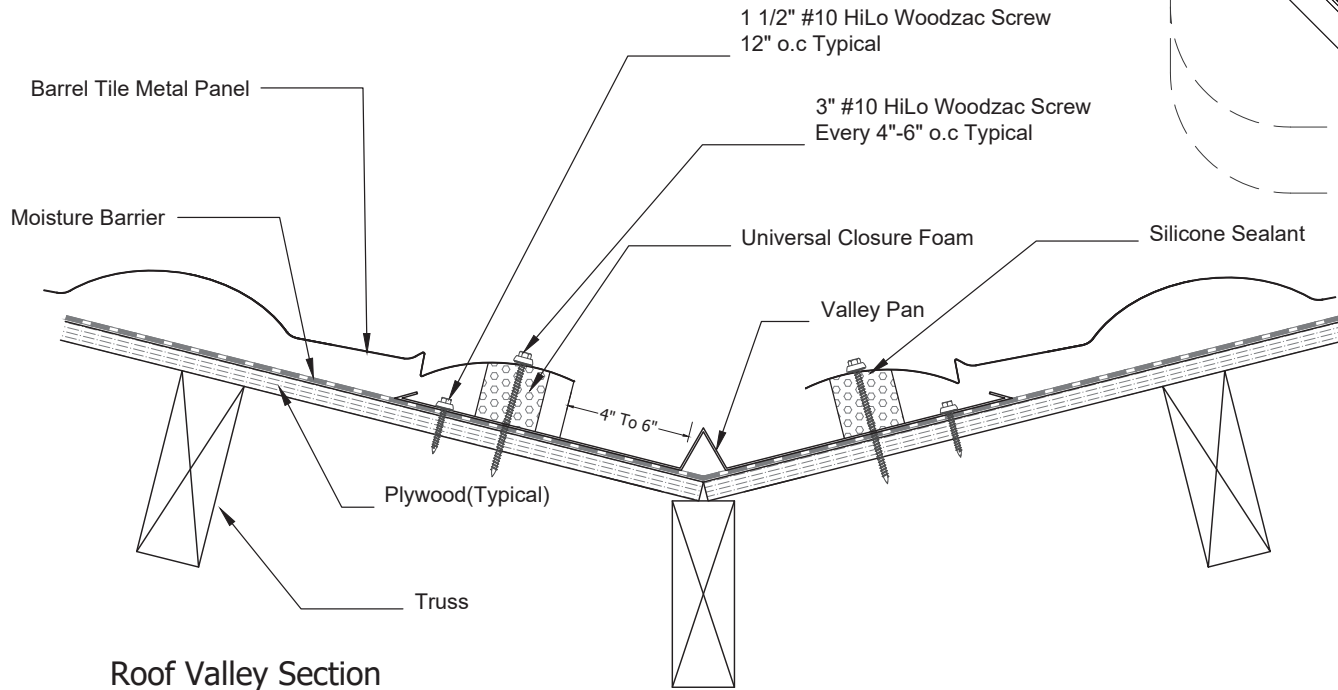 1 1/2" #10 HiLo Woodzac Screw
12" o.c Typical
Barrel Tile Metal Panel
3" #10 HiLo Woodzac Screw
Every 4"-6" o.c Typical
Moisture Barrier
Universal Closure Foam
Silicone Sealant
Valley Pan
4" To 6"
Plywood(Typical)
Truss
Roof Valley Section